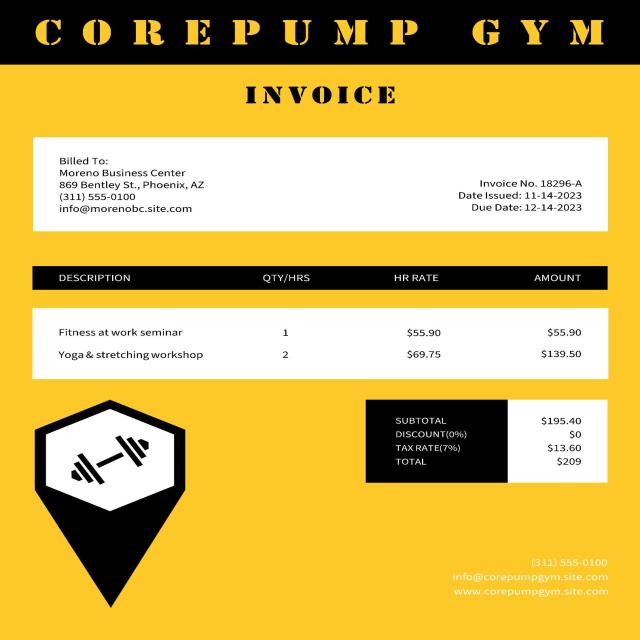 COREPUMP GYM
INVOICE
Billed To:
Moreno Business Center
869 Bentley St., Phoenix, AZ
(311) 555-0100
info@morenobc.site.com
Invoice No. 18296-A
Date Issued: 11-14-2023
Due Date: 12-14-2023
DESCRIPTION QTY/HRS HR RATE AMOUNT
Fitness at work seminar 1 $55.90 $55.90
Yoga & stretching workshop 2 $69.75 $139.50
SUBTOTAL $195.40
DISCOUNT(0%) $0
TAX RATE(7%) $13.60
TOTAL $209
(311) 555-0100
info@corepumpgym.site.com
www.corepumpgym.site.com